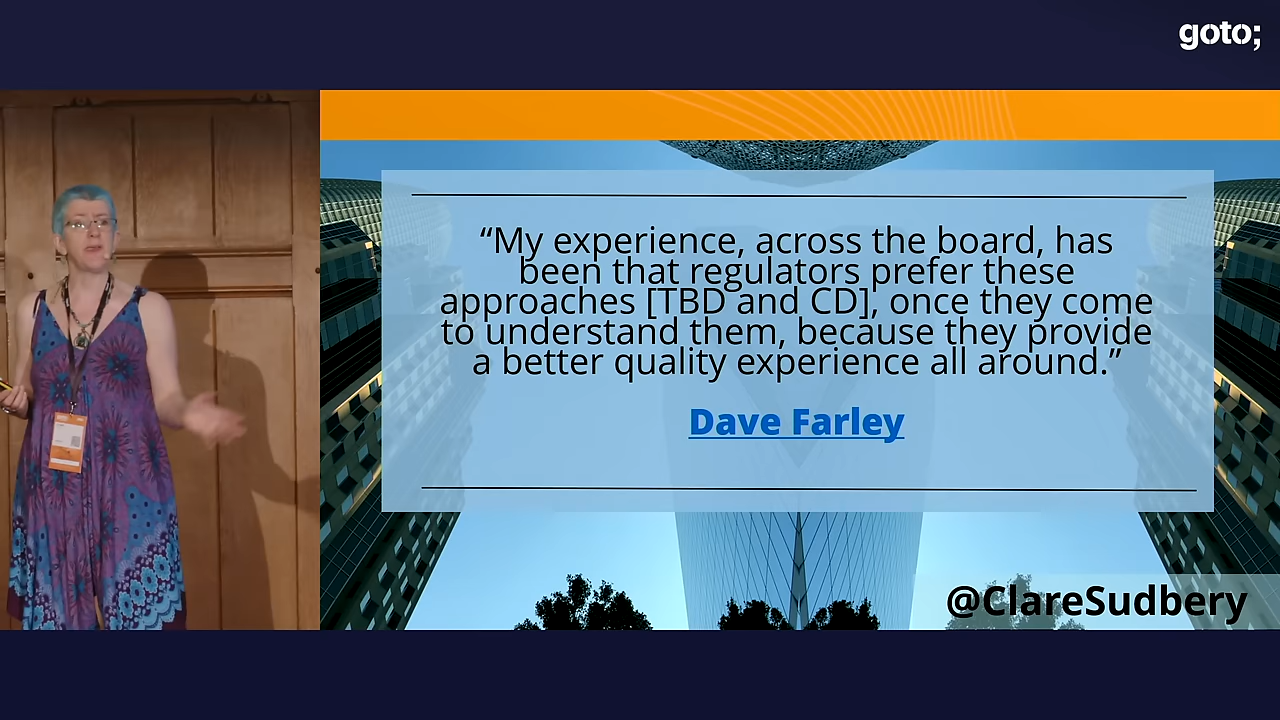 goto;
“My experience, across the board, has
been that regulators prefer these
approaches [TBD and CD], once they come
to understand them, because they provide
a better quality experience all around.”
Dave Farley
@ClareSudbery